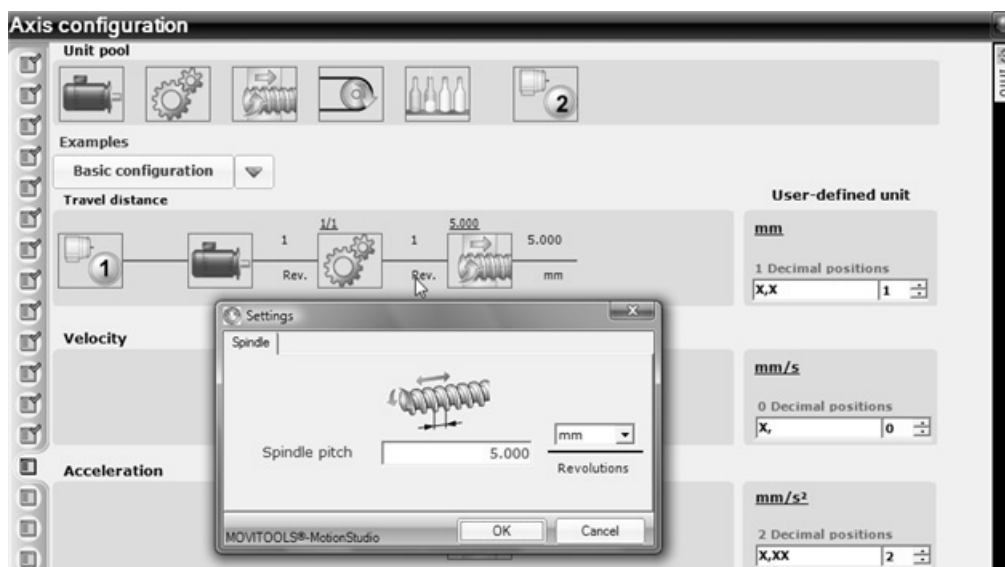 Axis configuration
Unit pool
2
Examples
Basic configuration
Travel distance
User-defined unit
1
1
Rev.
1/1
1
Rev.
5.000
5.000
mm
mm
1 Decimal positions
X,X 1
Settings
Spindle
Spindle pitch 5.000
mm
Revolutions
MOVITOOLS®-MotionStudio
OK
Cancel
Velocity
mm/s
0 Decimal positions
X, 0
Acceleration
mm/s²
2 Decimal positions
X,XX 2